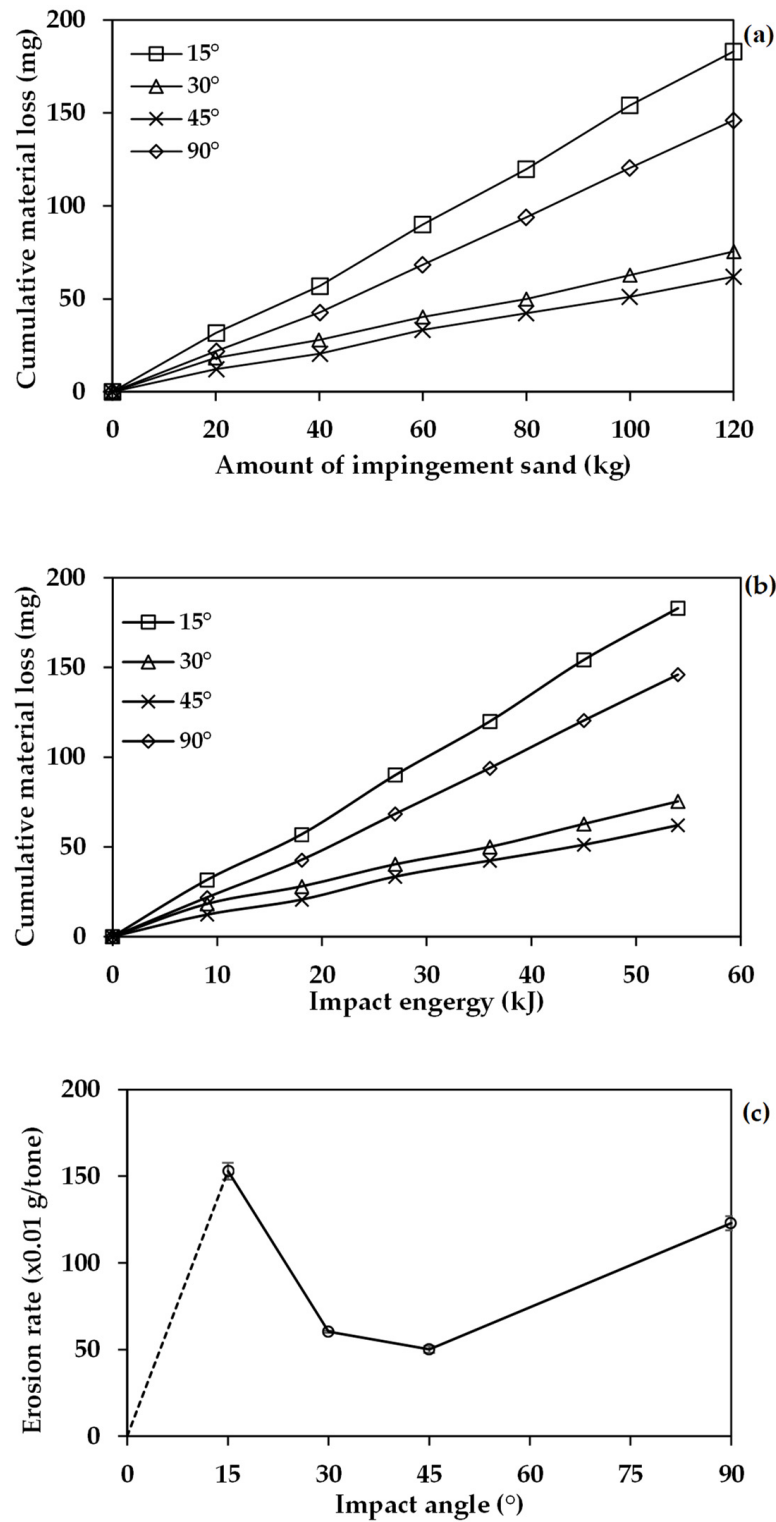 (a)
200
150
100
50
0
15°
30°
45°
90°
Cumulative material loss (mg)
0 20 40 60 80 100 120
Amount of impingement sand (kg)
(b)
200
150
100
50
0
15°
30°
45°
90°
Cumulative material loss (mg)
0 10 20 30 40 50 60
Impact engergy (kJ)
(c)
200
150
100
50
0
Erosion rate (x0.01 g/tone)
0 15 30 45 60 75 90
Impact angle (°)